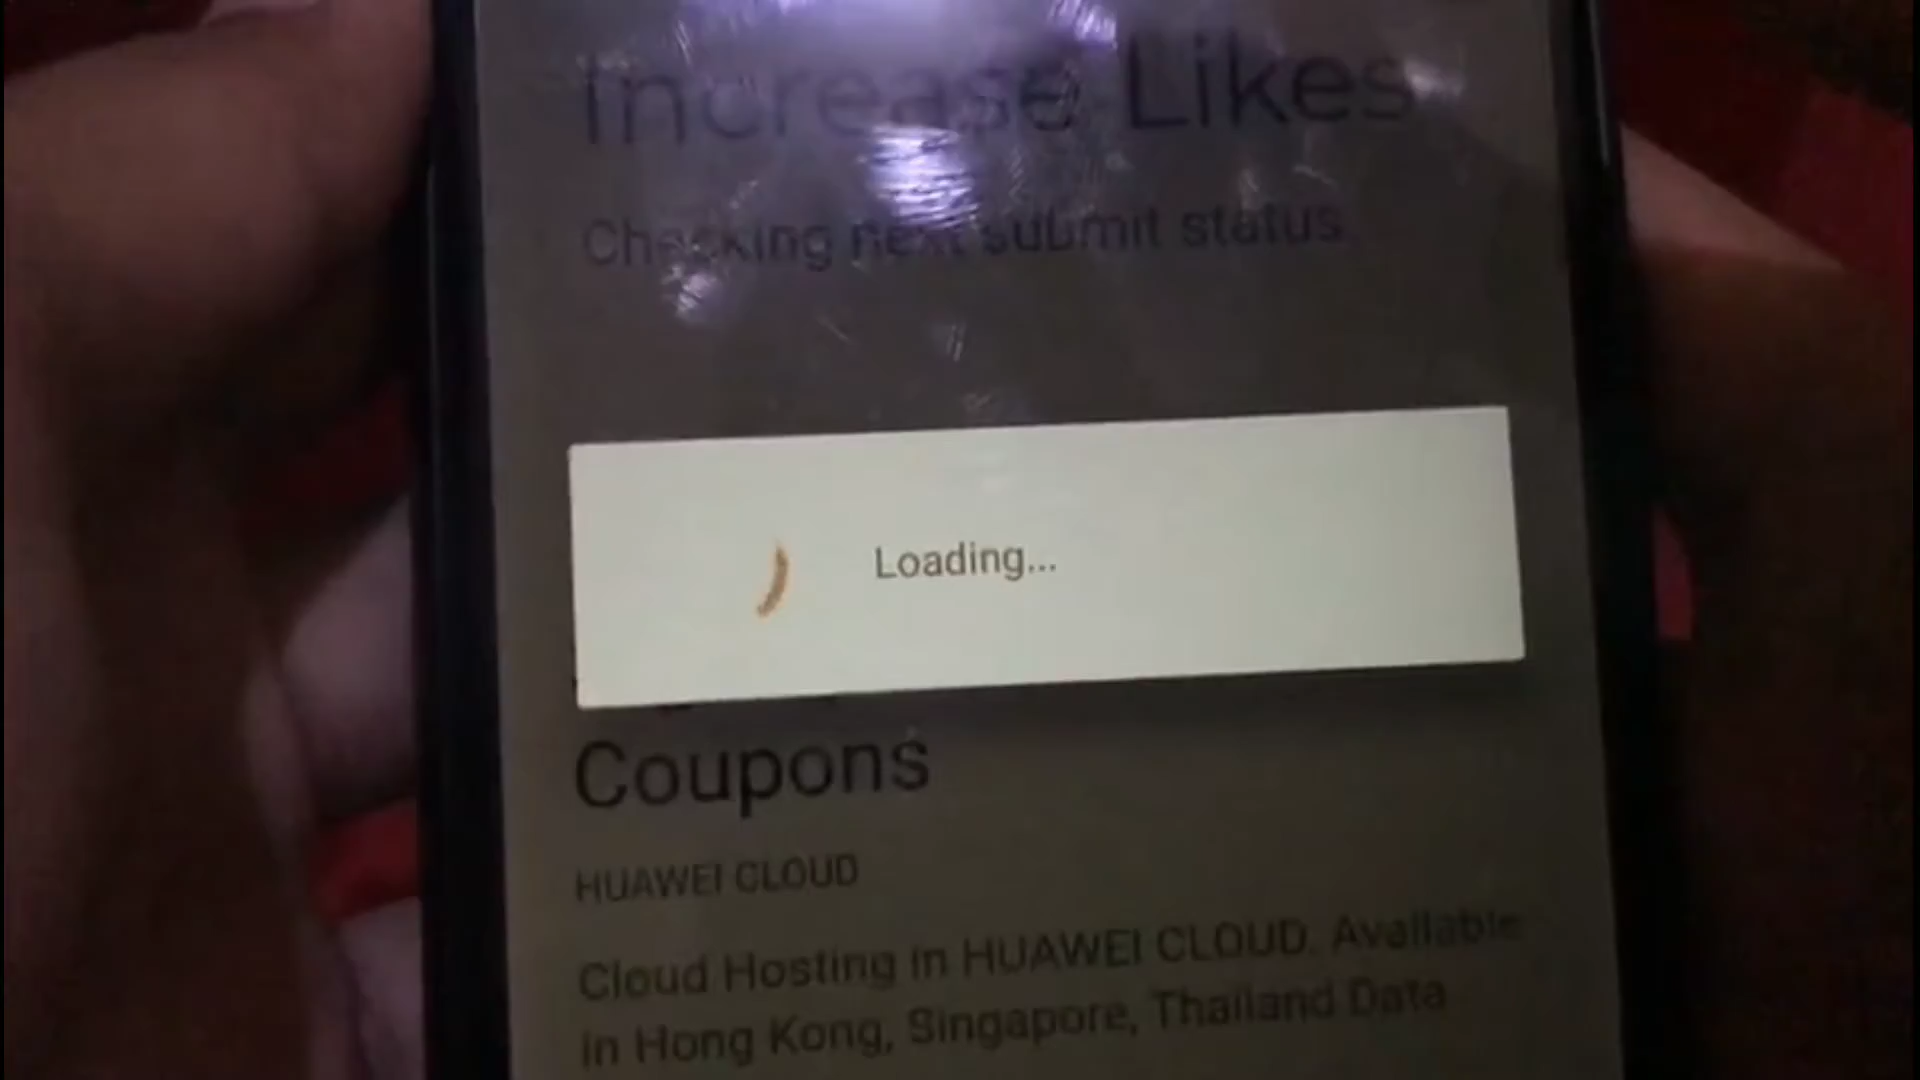 Increase Likes
Checking next submit status
Loading...
Coupons
HUAWEI CLOUD
Cloud Hosting in HUAWEI CLOUD. Available
in Hong Kong, Singapore, Thailand Data